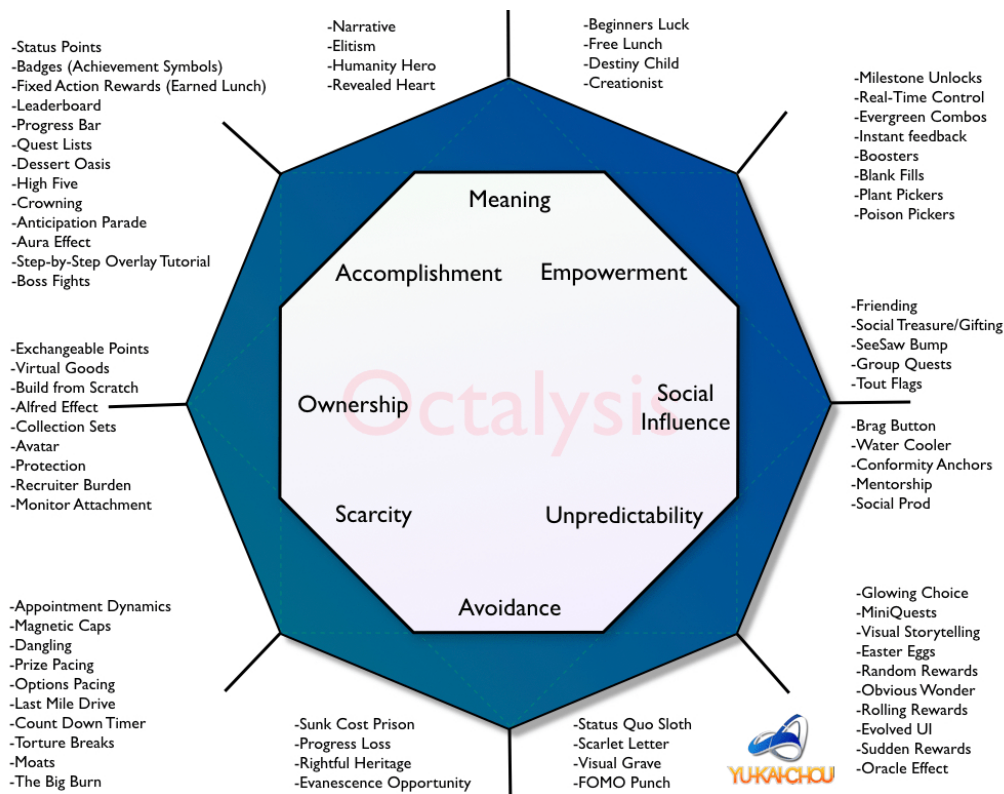 -Narrative
-Elitism
-Humanity Hero
-Revealed Heart
-Beginners Luck
-Free Lunch
-Destiny Child
-Creationist
-Status Points
-Badges (Achievement Symbols)
-Fixed Action Rewards (Earned Lunch)
-Leaderboard
-Progress Bar
-Quest Lists
-Dessert Oasis
-High Five
-Crowning
-Anticipation Parade
-Aura Effect
-Step-by-Step Overlay Tutorial
-Boss Fights
-Milestone Unlocks
-Real-Time Control
-Evergreen Combos
-Instant feedback
-Boosters
-Blank Fills
-Plant Pickers
-Poison Pickers
Meaning
Accomplishment
Empowerment
Ownership
Octalysis
Social
Influence
Scarcity
Unpredictability
Avoidance
-Exchangeable Points
-Virtual Goods
-Build from Scratch
-Alfred Effect
-Collection Sets
-Avatar
-Protection
-Recruiter Burden
-Monitor Attachment
-Friending
-Social Treasure/Gifting
-SeeSaw Bump
-Group Quests
-Tout Flags
-Brag Button
-Water Cooler
-Conformity Anchors
-Mentorship
-Social Prod
-Appointment Dynamics
-Magnetic Caps
-Dangling
-Prize Pacing
-Options Pacing
-Last Mile Drive
-Count Down Timer
-Torture Breaks
-Moats
-The Big Burn
-Sunk Cost Prison
-Progress Loss
-Rightful Heritage
-Evanescence Opportunity
-Status Quo Sloth
-Scarlet Letter
-Visual Grave
-FOMO Punch
YU-KAI-CHOU
-Glowing Choice
-MiniQuests
-Visual Storytelling
-Easter Eggs
-Random Rewards
-Obvious Wonder
-Rolling Rewards
-Evolved UI
-Sudden Rewards
-Oracle Effect